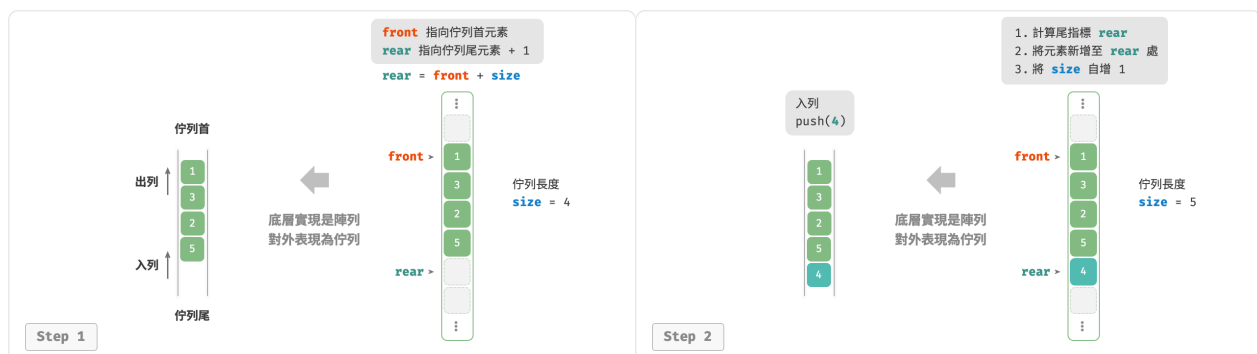 front 指向佇列首元素
rear 指向佇列尾元素 + 1
rear = front + size
佇列首
出列
1
3
2
5
入列
佇列尾
底層實現是陣列
對外表現為佇列
front
1
3
2
5
rear
佇列長度
size = 4
Step 1
1. 計算尾指標 rear
2. 將元素新增至 rear 處
3. 將 size 自增 1
入列
push(4)
1
3
2
5
4
底層實現是陣列
對外表現為佇列
front
1
3
2
5
rear
4
佇列長度
size = 5
Step 2